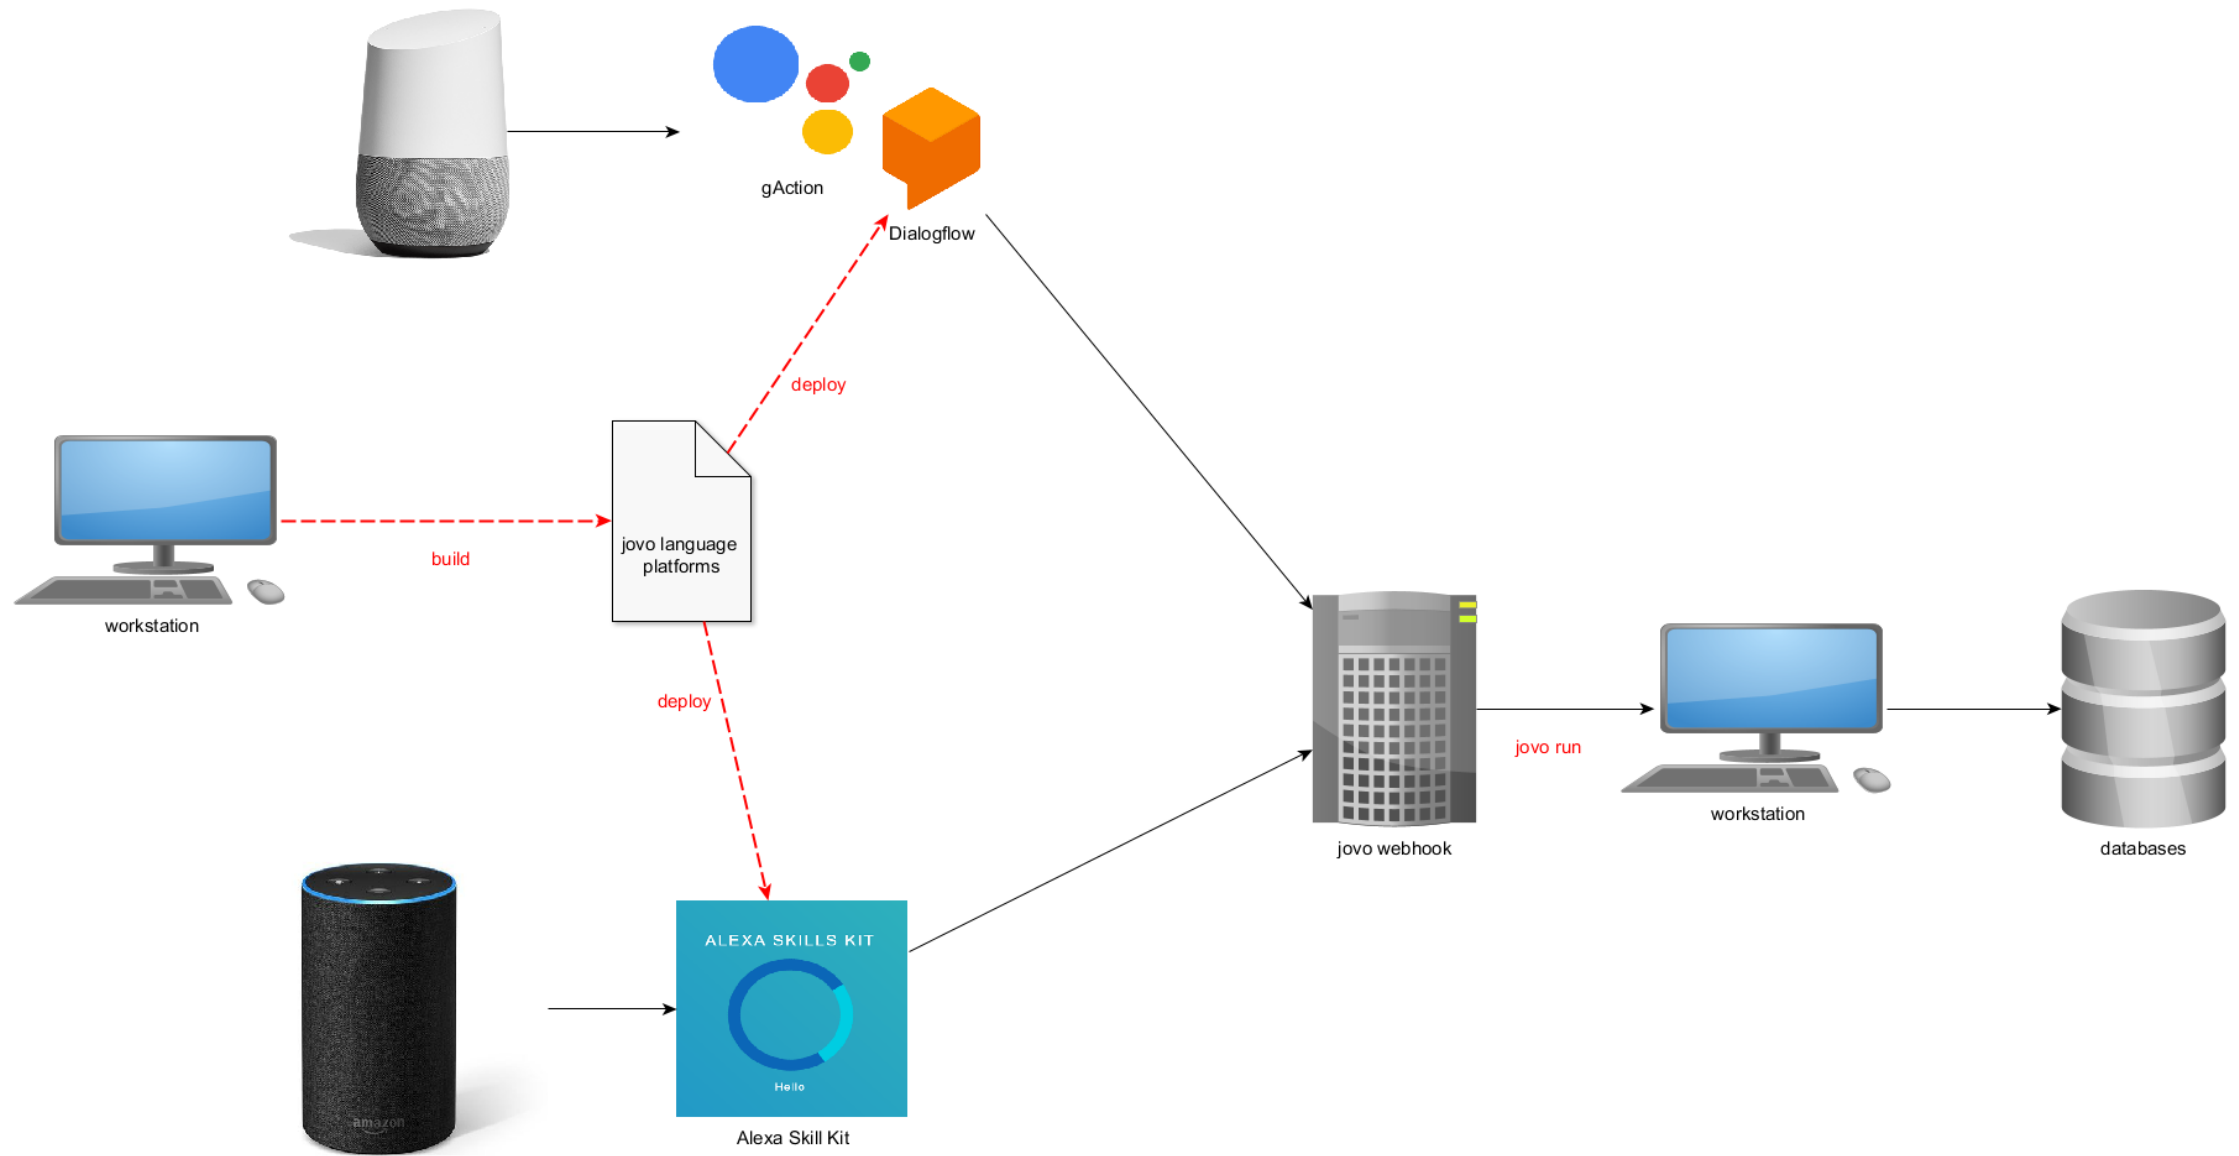 gAction
Dialogflow
deploy
build
jovo language
platforms
workstation
deploy
jovo run
workstation
jovo webhook
databases
ALEXA SKILLS KIT
Hello
amazon
Alexa Skill Kit